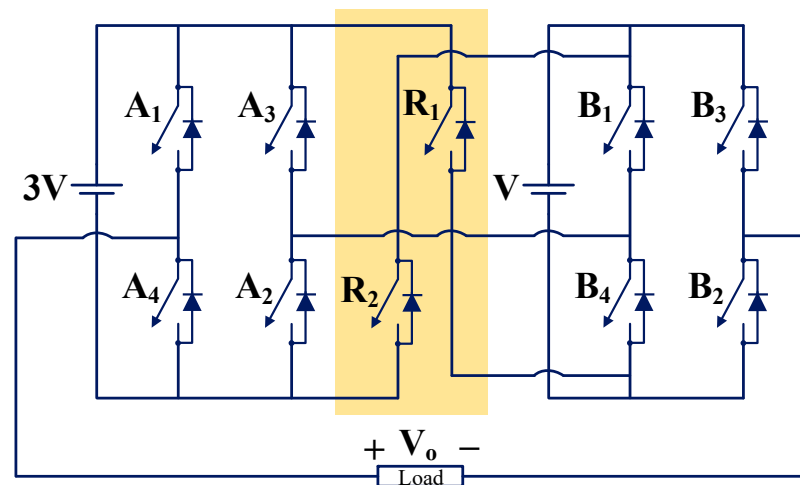 A₁ A₃ R₁ B₁ B₃
3V V
A₄ A₂ R₂ B₄ B₂
+ Vₒ −
Load